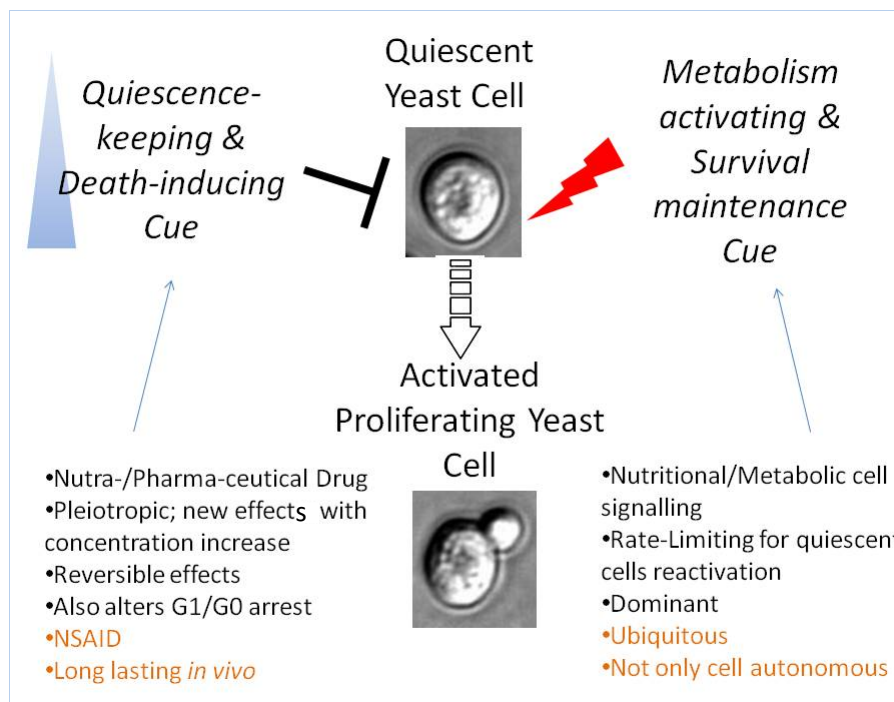 Quiescence-
keeping &
Death-inducing
Cue
Quiescent
Yeast Cell
Metabolism
activating &
Survival
maintenance
Cue
Activated
Proliferating Yeast
Cell
•Nutra-/Pharma-ceutical Drug
•Pleiotropic; new effects with
concentration increase
•Reversible effects
•Also alters G1/G0 arrest
•NSAID
•Long lasting in vivo
•Nutritional/Metabolic cell
signalling
•Rate-Limiting for quiescent
cells reactivation
•Dominant
•Ubiquitous
•Not only cell autonomous